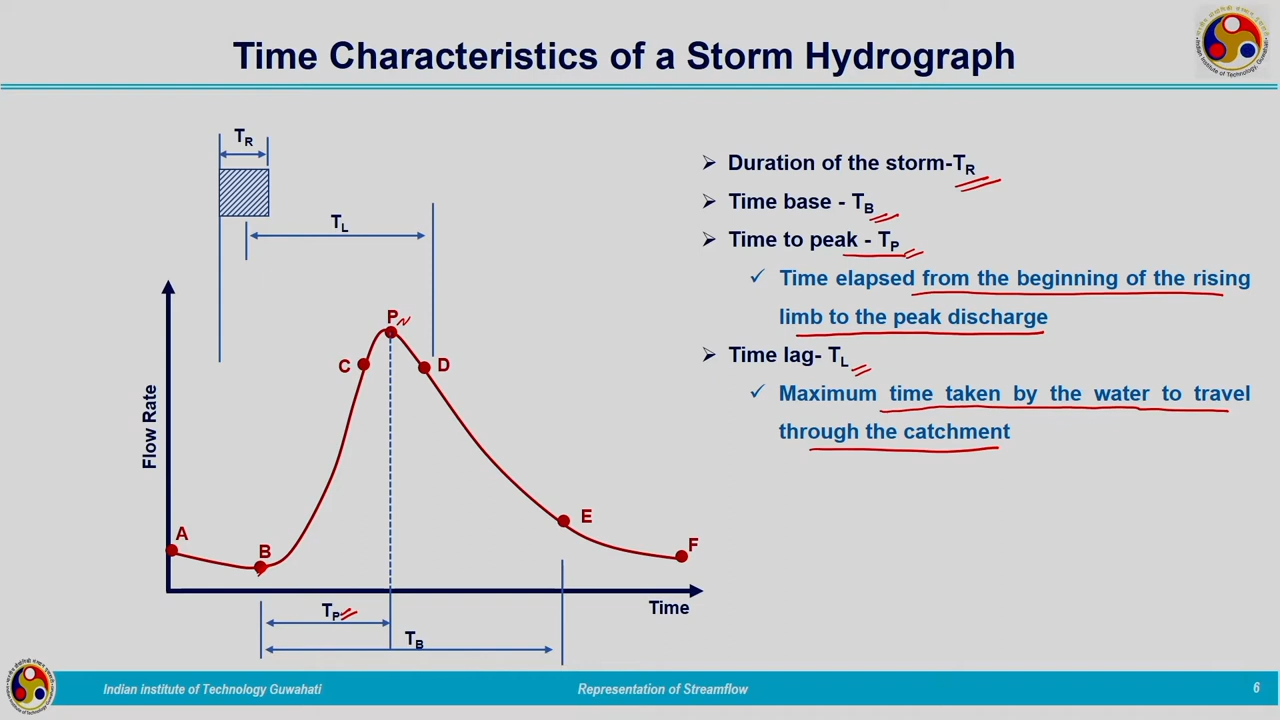 Time Characteristics of a Storm Hydrograph
TR
TL
P
C
D
A
B
E
F
Flow Rate
Time
TP
TB
➢ Duration of the storm-TR
➢ Time base - TB
➢ Time to peak - TP
✓ Time elapsed from the beginning of the rising
limb to the peak discharge
➢ Time lag- TL
✓ Maximum time taken by the water to travel
through the catchment
Indian institute of Technology Guwahati
Representation of Streamflow
6